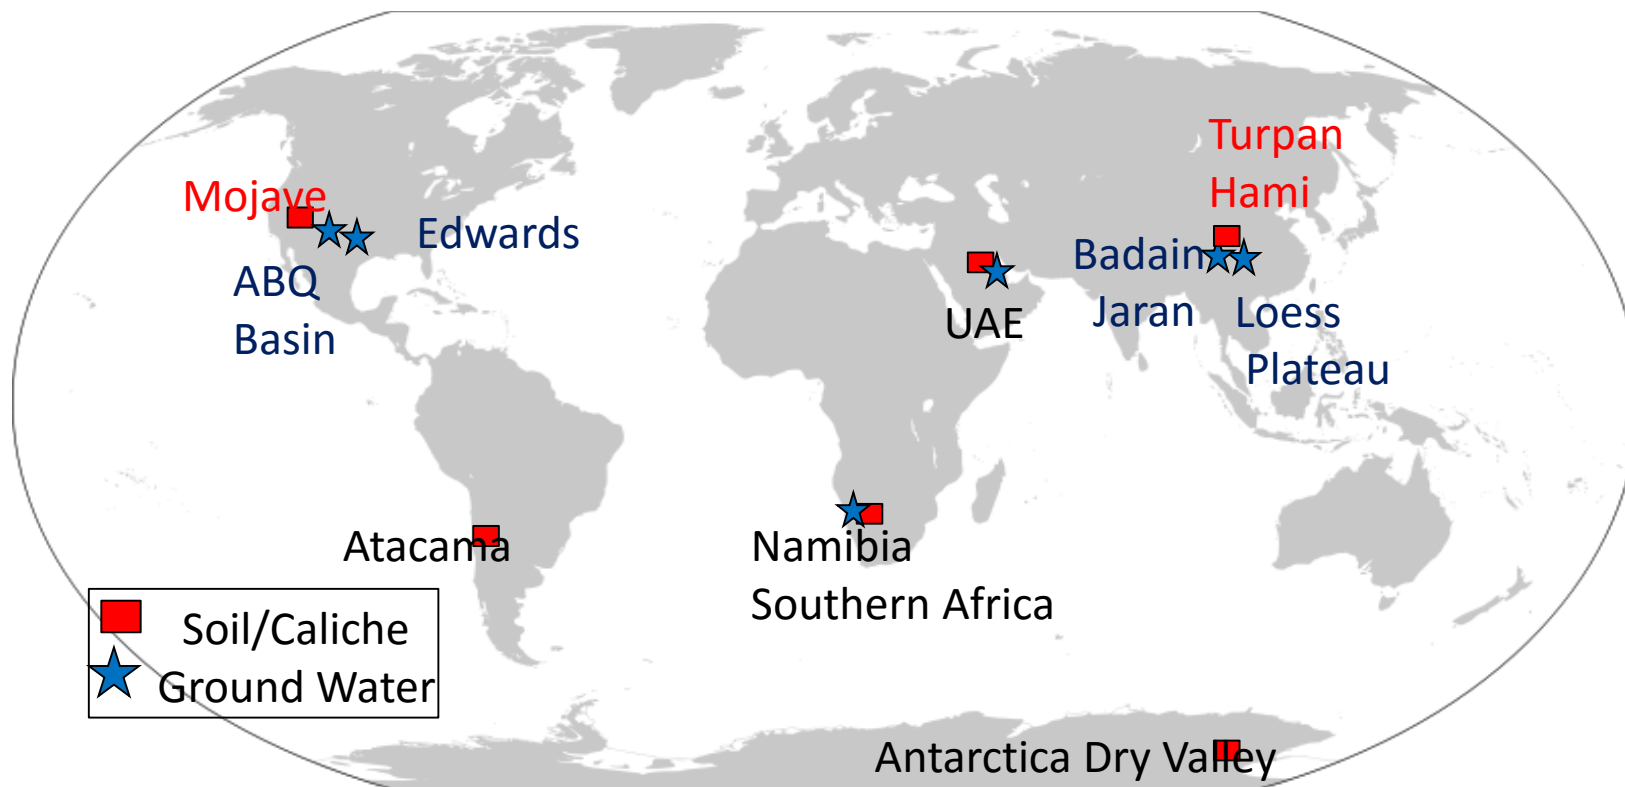 Turpan
Hami
Mojave
Edwards
ABQ
Basin
Badain
Jaran
Loess
Plateau
UAE
Atacama
Namibia
Southern Africa
Soil/Caliche
Ground Water
Antarctica Dry Valley